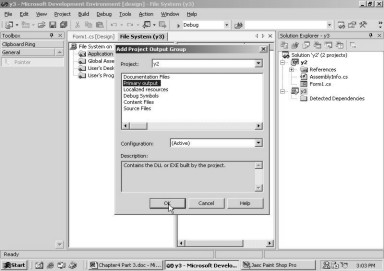 y3 - Microsoft Development Environment [design] - File System (y3)
File Edit View Project Build Debug Tools Action Window Help
Debug
Toolbox
Clipboard Ring
General
Pointer
Form1.cs [Design] File System (y3)
File System on
Application
Global Asse
User's Desk
User's Prog
Add Project Output Group
Project: y2
Documentation Files
Primary output
Localized resources
Debug Symbols
Content Files
Source Files
Configuration: (Active)
Description:
Contains the DLL or EXE built by the project.
OK Cancel Help
Solution Explorer - y3
Solution 'y2' (2 projects)
y2
References
AssemblyInfo.cs
Form1.cs
y3
Detected Dependencies
Ready
Start Chapter4 Part 3.doc - Mi... y3 - Microsoft Develo... Jasc Paint Shop Pro 3:03 PM